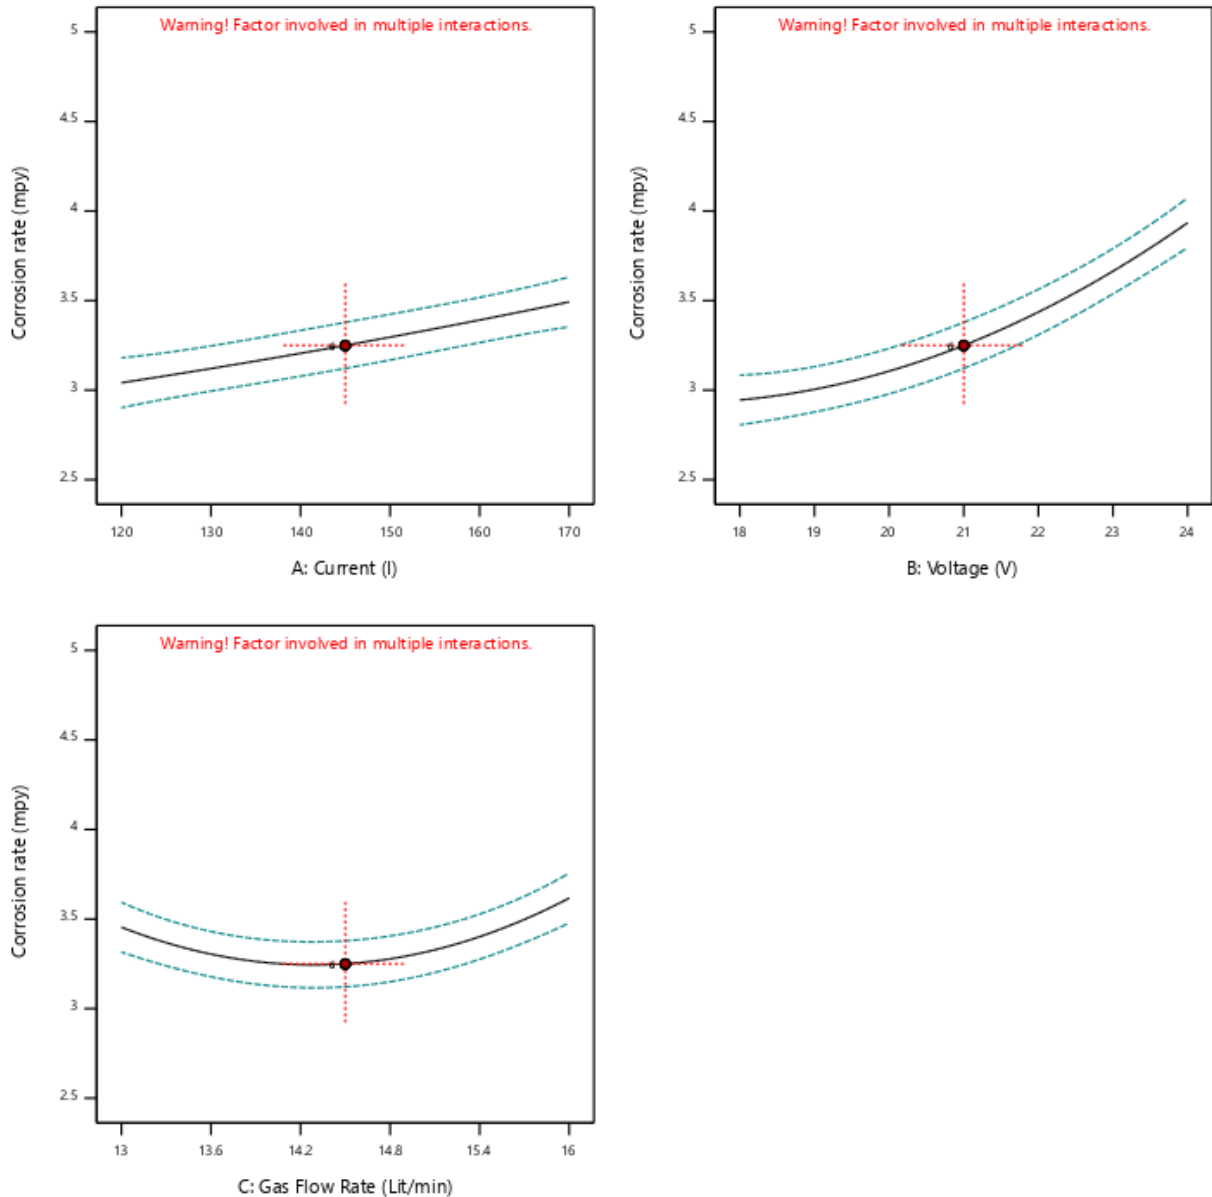 Warning! Factor involved in multiple interactions.
5
4.5
4
3.5
3
2.5
Corrosion rate (mpy)
6
120 130 140 150 160 170
A: Current (I)
Warning! Factor involved in multiple interactions.
5
4.5
4
3.5
3
2.5
Corrosion rate (mpy)
6
18 19 20 21 22 23 24
B: Voltage (V)
Warning! Factor involved in multiple interactions.
5
4.5
4
3.5
3
2.5
Corrosion rate (mpy)
6
13 13.6 14.2 14.8 15.4 16
C: Gas Flow Rate (Lit/min)